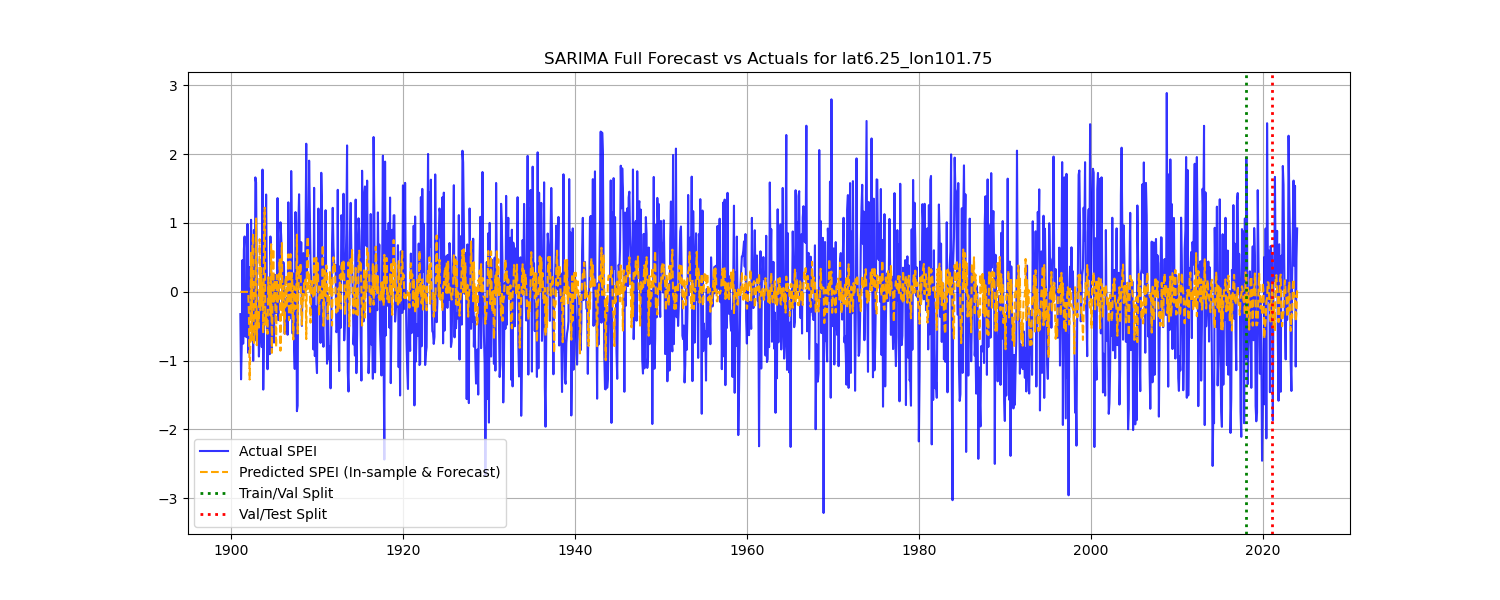 SARIMA Full Forecast vs Actuals for lat6.25_lon101.75
3
2
1
0
−1
−2
−3
Actual SPEI
Predicted SPEI (In-sample & Forecast)
Train/Val Split
Val/Test Split
1900 1920 1940 1960 1980 2000 2020